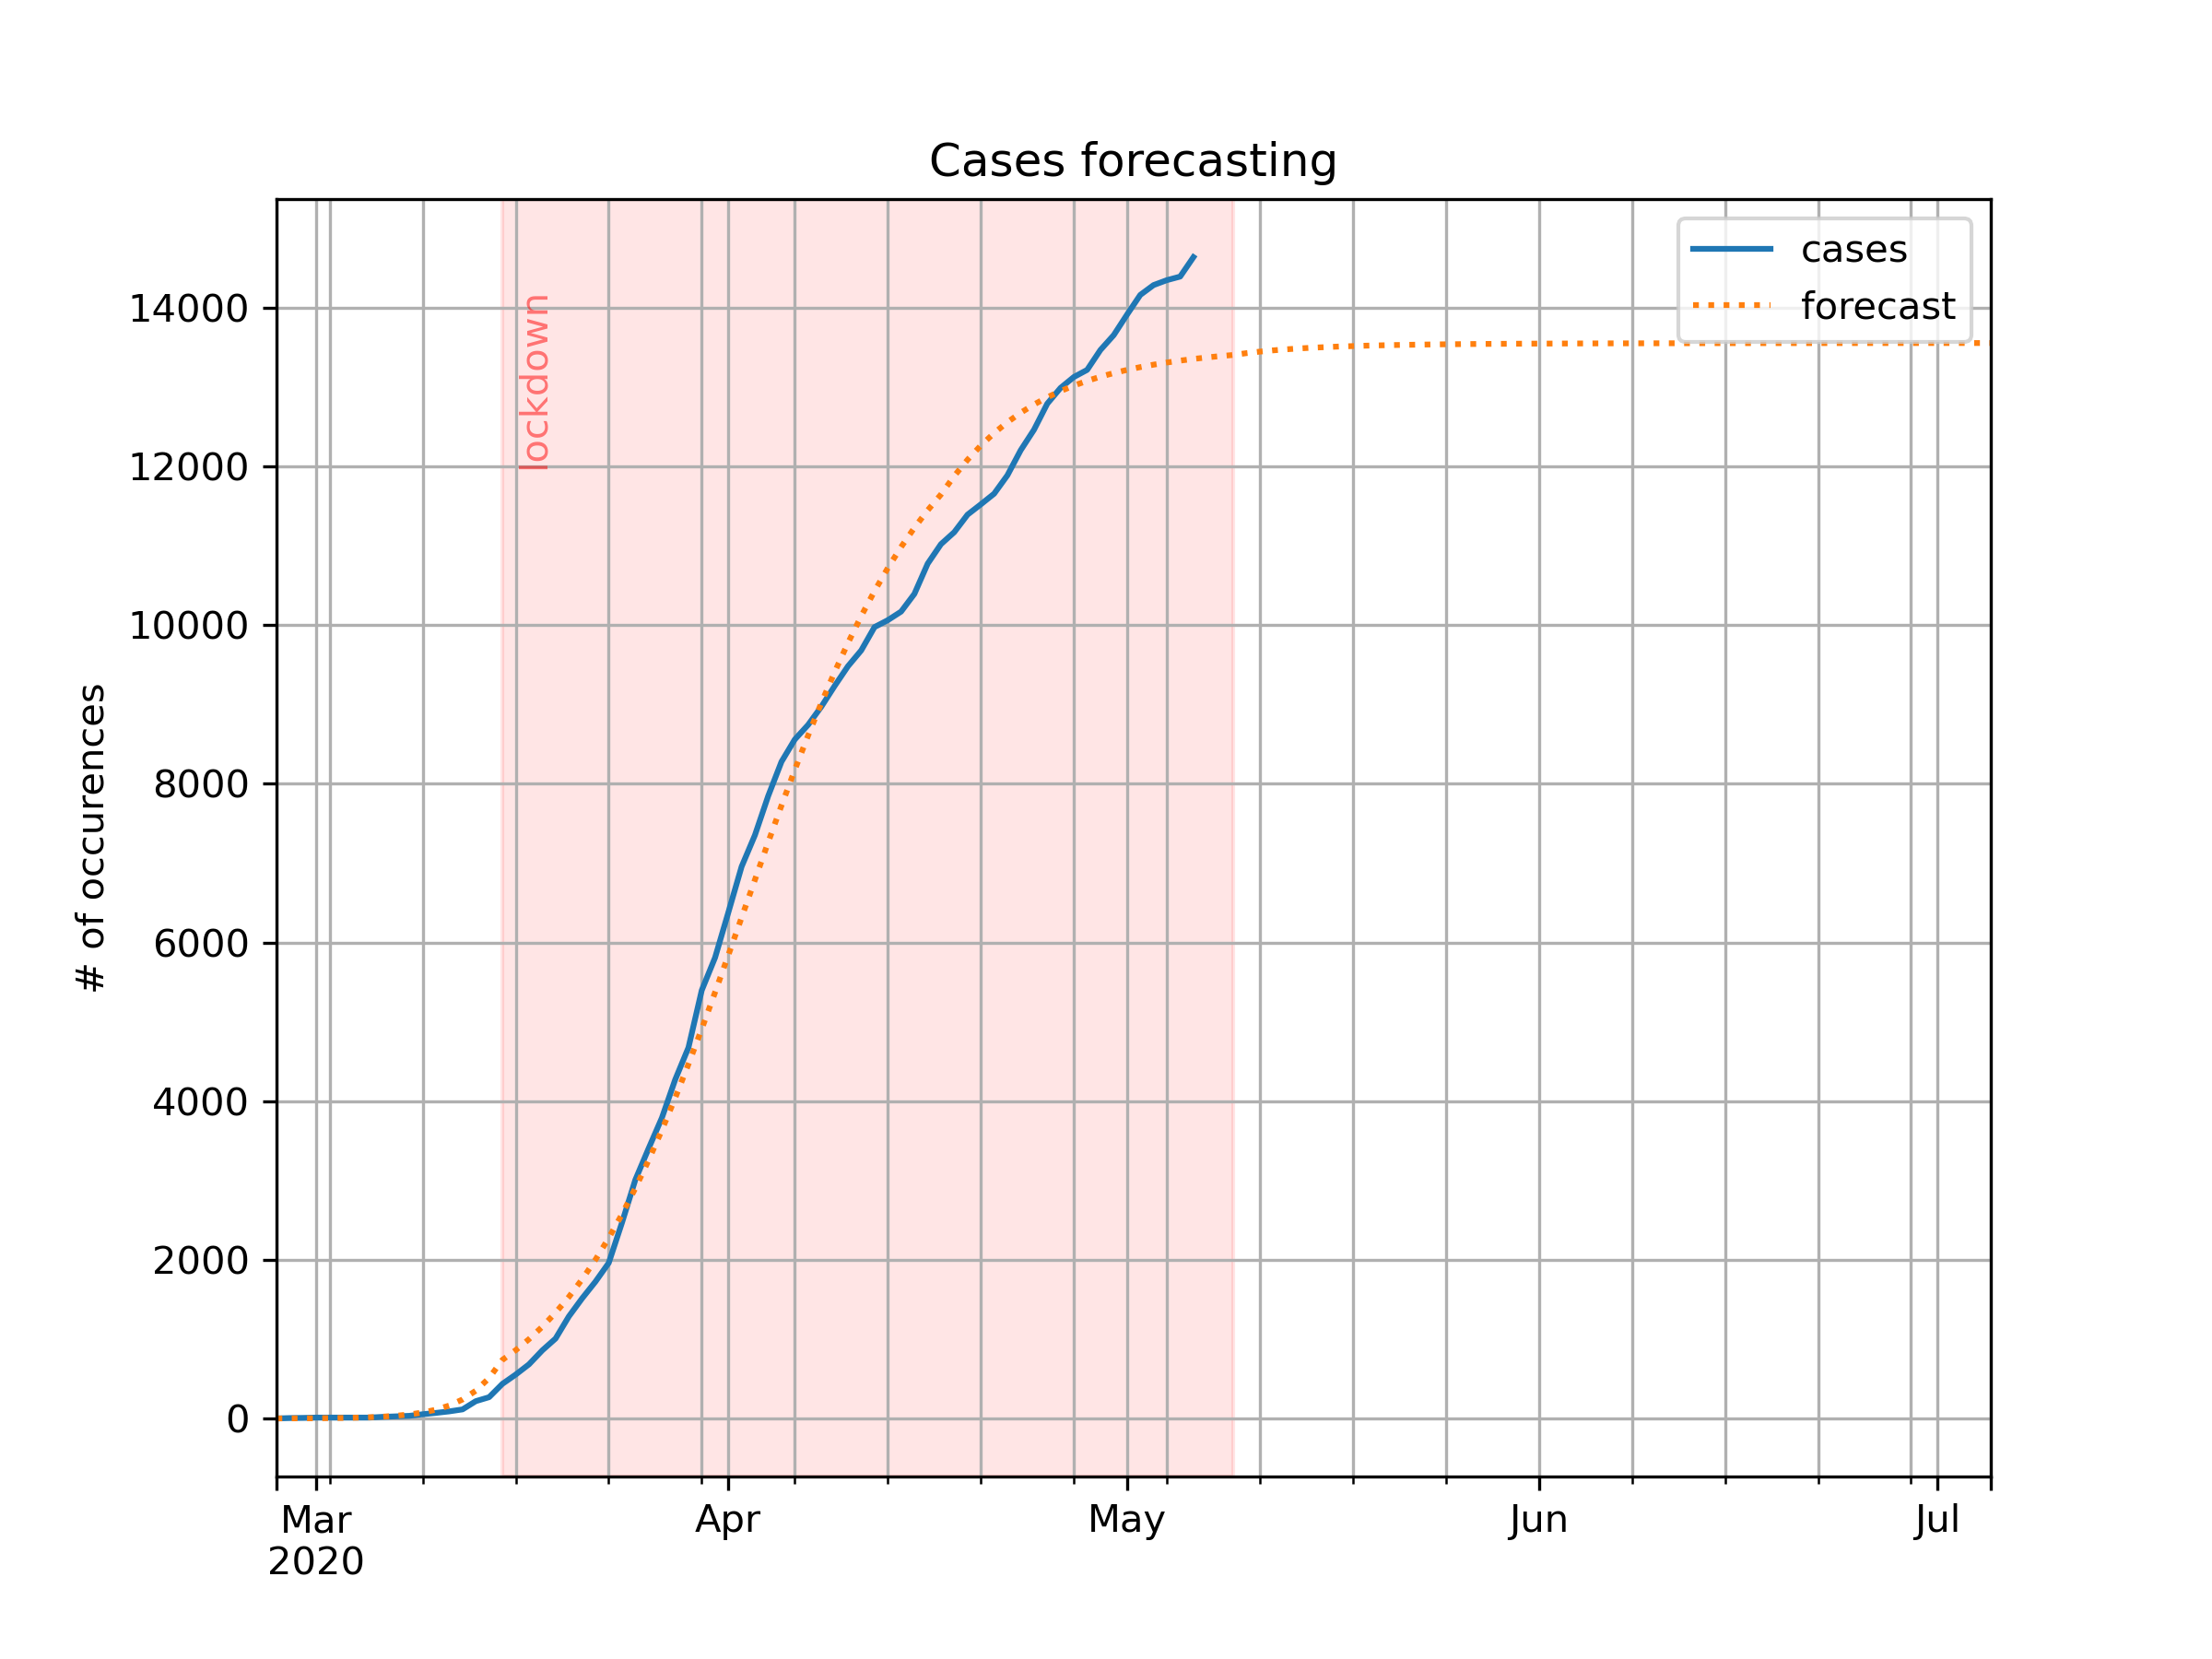 Cases forecasting
cases
forecast
lockdown
14000
12000
10000
8000
6000
4000
2000
0
# of occurences
Mar
2020
Apr
May
Jun
Jul